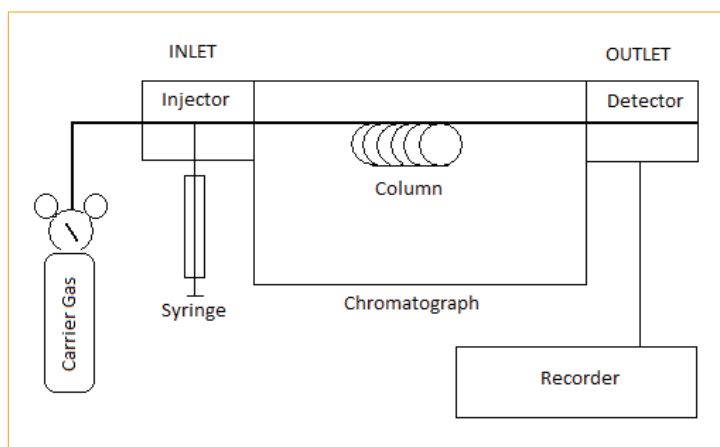 INLET
OUTLET
Injector
Detector
Column
Carrier Gas
Syringe
Chromatograph
Recorder